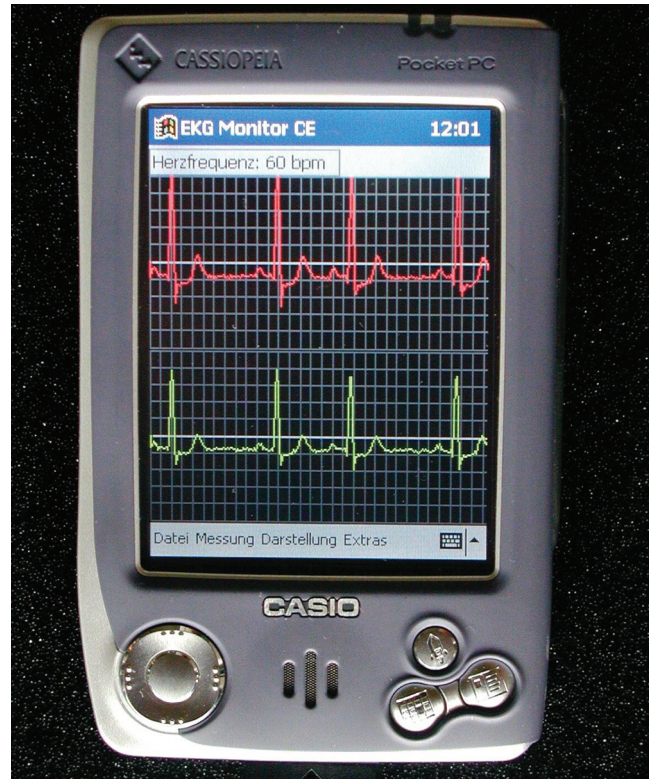 CASSIOPEIA Pocket PC
EKG Monitor CE 12:01
Herzfrequenz: 60 bpm
Datei Messung Darstellung Extras
CASIO